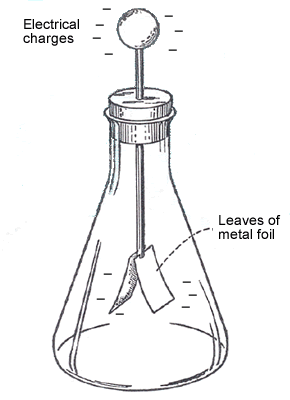 Electrical
charges
Leaves of
metal foil